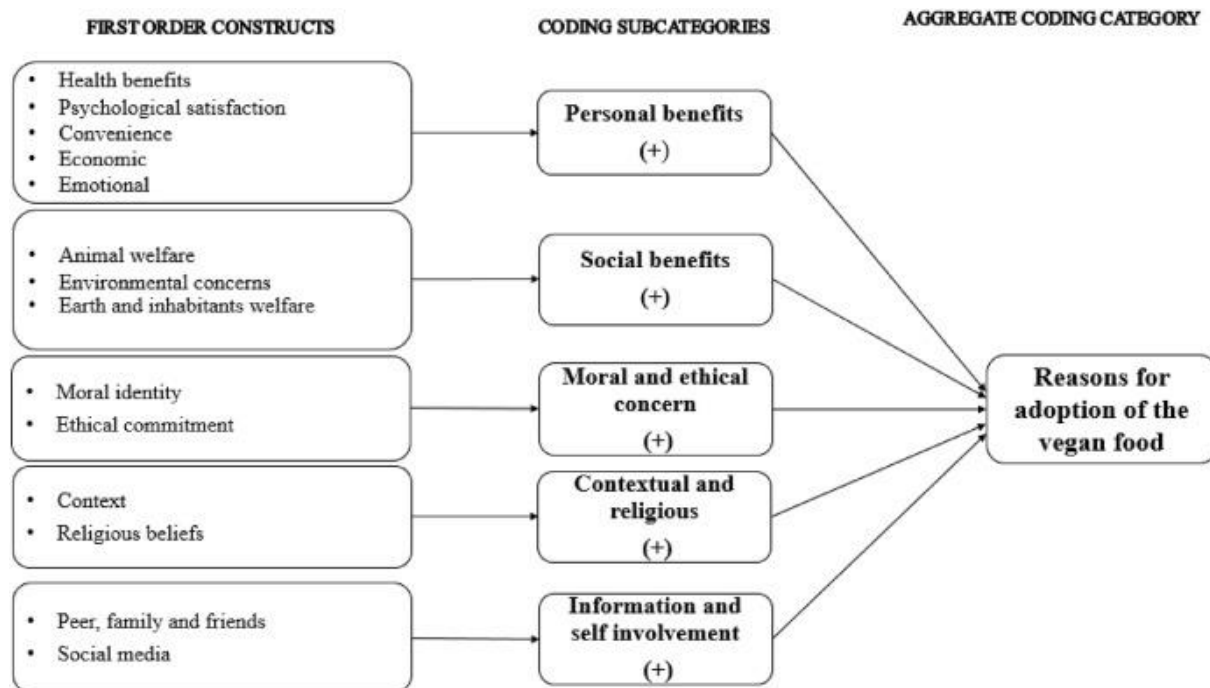 FIRST ORDER CONSTRUCTS
CODING SUBCATEGORIES
AGGREGATE CODING CATEGORY
• Health benefits
• Psychological satisfaction
• Convenience
• Economic
• Emotional
Personal benefits
(+)
• Animal welfare
• Environmental concerns
• Earth and inhabitants welfare
Social benefits
(+)
• Moral identity
• Ethical commitment
Moral and ethical
concern
(+)
• Context
• Religious beliefs
Contextual and
religious
(+)
• Peer, family and friends
• Social media
Information and
self involvement
(+)
Reasons for
adoption of the
vegan food